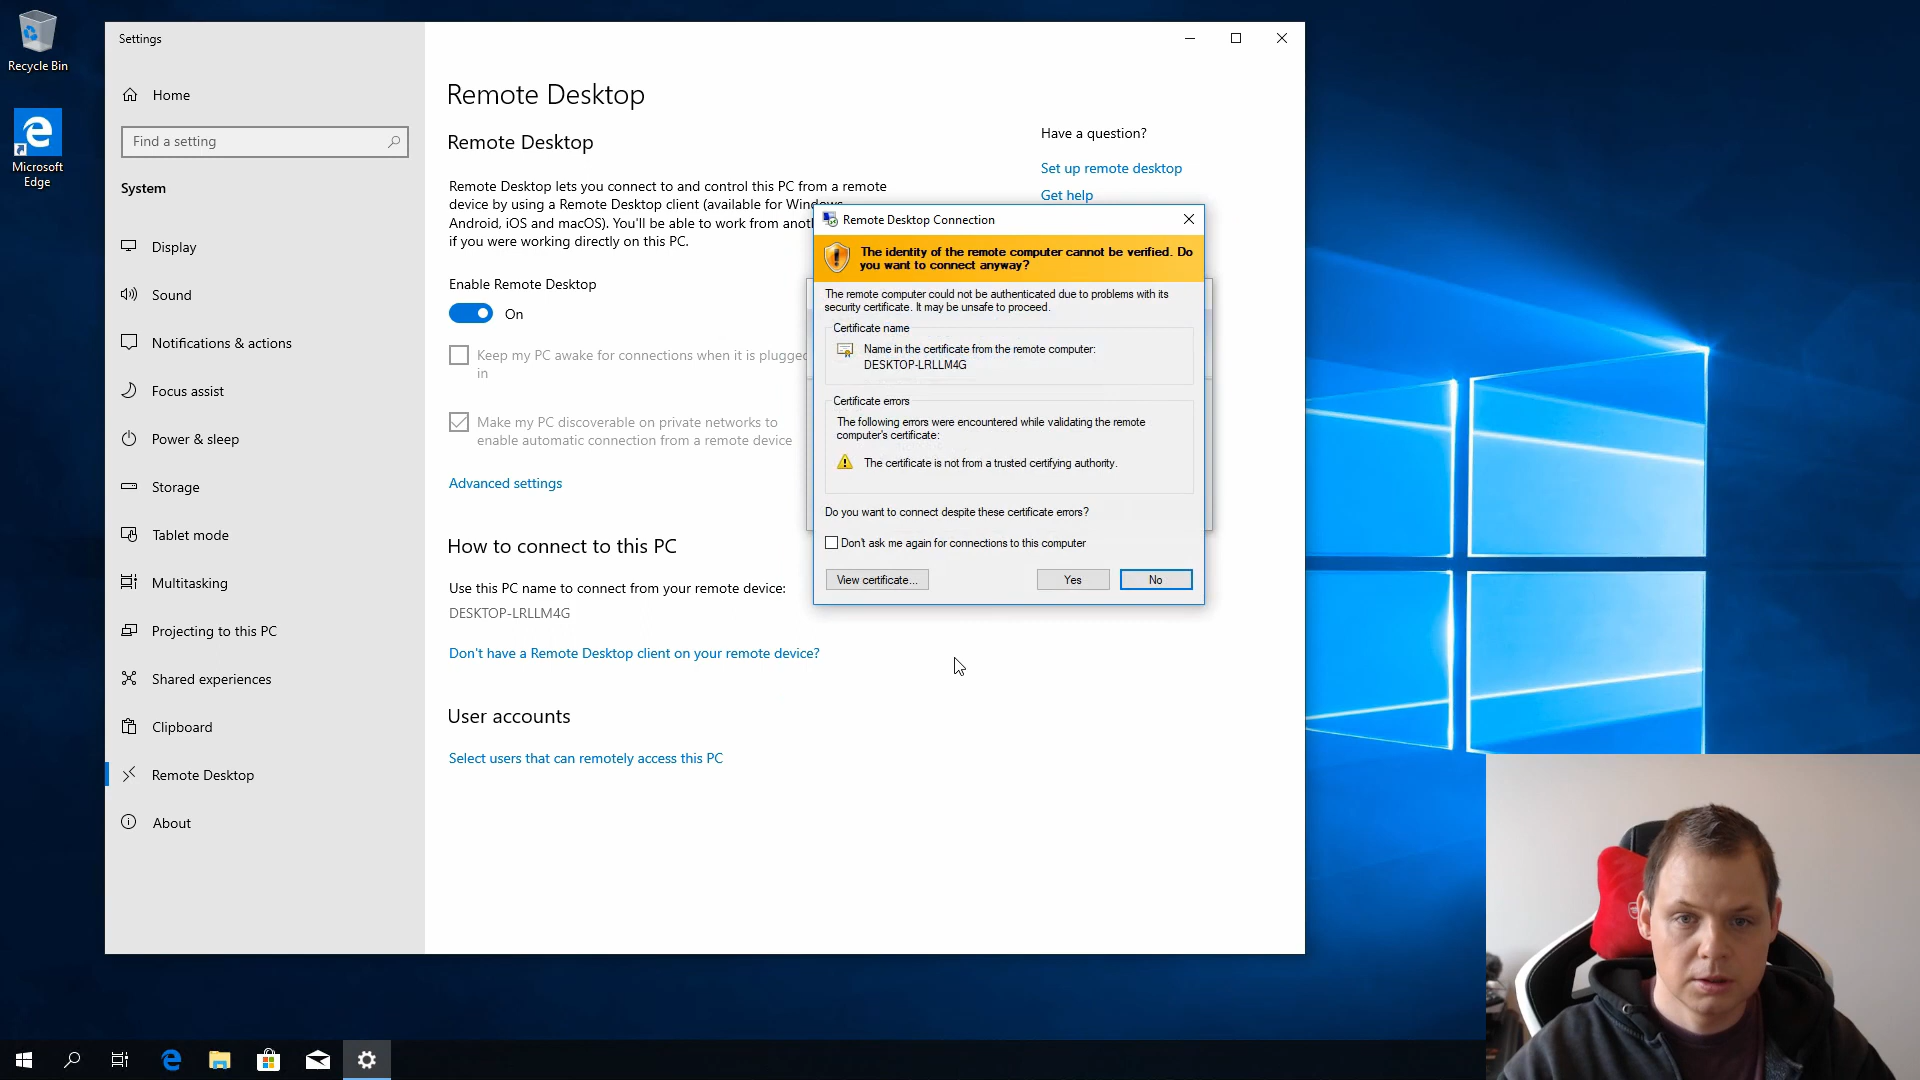 Recycle Bin
Microsoft
Edge
Settings
Home
Find a setting
System
Display
Sound
Notifications & actions
Focus assist
Power & sleep
Storage
Tablet mode
Multitasking
Projecting to this PC
Shared experiences
Clipboard
Remote Desktop
About
Remote Desktop
Remote Desktop
Remote Desktop lets you connect to and control this PC from a remote
device by using a Remote Desktop client (available for Windows,
Android, iOS and macOS). You'll be able to work from
if you were working directly on this PC.
Enable Remote Desktop
On
Keep my PC awake for connections when it is plugged
in
Make my PC discoverable on private networks to
enable automatic connection from a remote device
Advanced settings
How to connect to this PC
Use this PC name to connect from your remote device:
DESKTOP-LRLLM4G
Don't have a Remote Desktop client on your remote device?
User accounts
Select users that can remotely access this PC
Have a question?
Set up remote desktop
Get help
Remote Desktop Connection
The identity of the remote computer cannot be verified. Do
you want to connect anyway?
The remote computer could not be authenticated due to problems with its
security certificate. It may be unsafe to proceed.
Certificate name
Name in the certificate from the remote computer:
DESKTOP-LRLLM4G
Certificate errors
The following errors were encountered while validating the remote
computer's certificate:
The certificate is not from a trusted certifying authority.
Do you want to connect despite these certificate errors?
Don't ask me again for connections to this computer
View certificate...
Yes
No